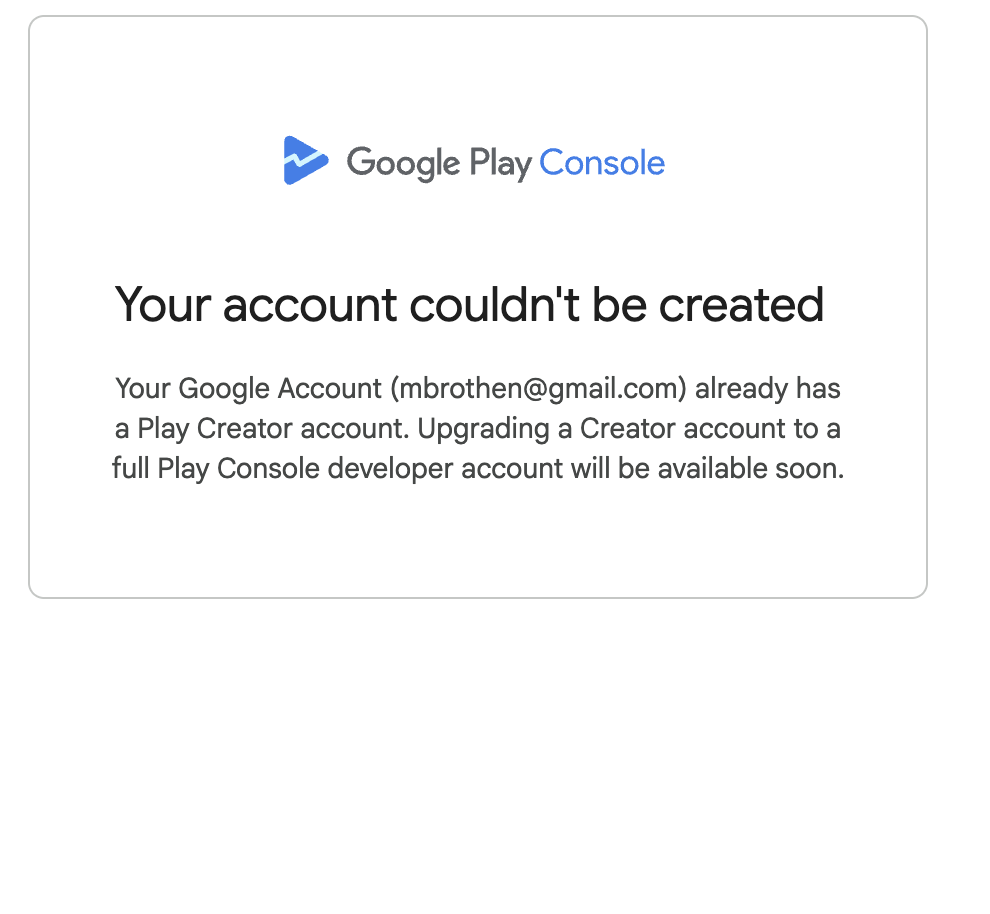 Google Play Console
Your account couldn't be created
Your Google Account (mbrothen@gmail.com) already has
a Play Creator account. Upgrading a Creator account to a
full Play Console developer account will be available soon.